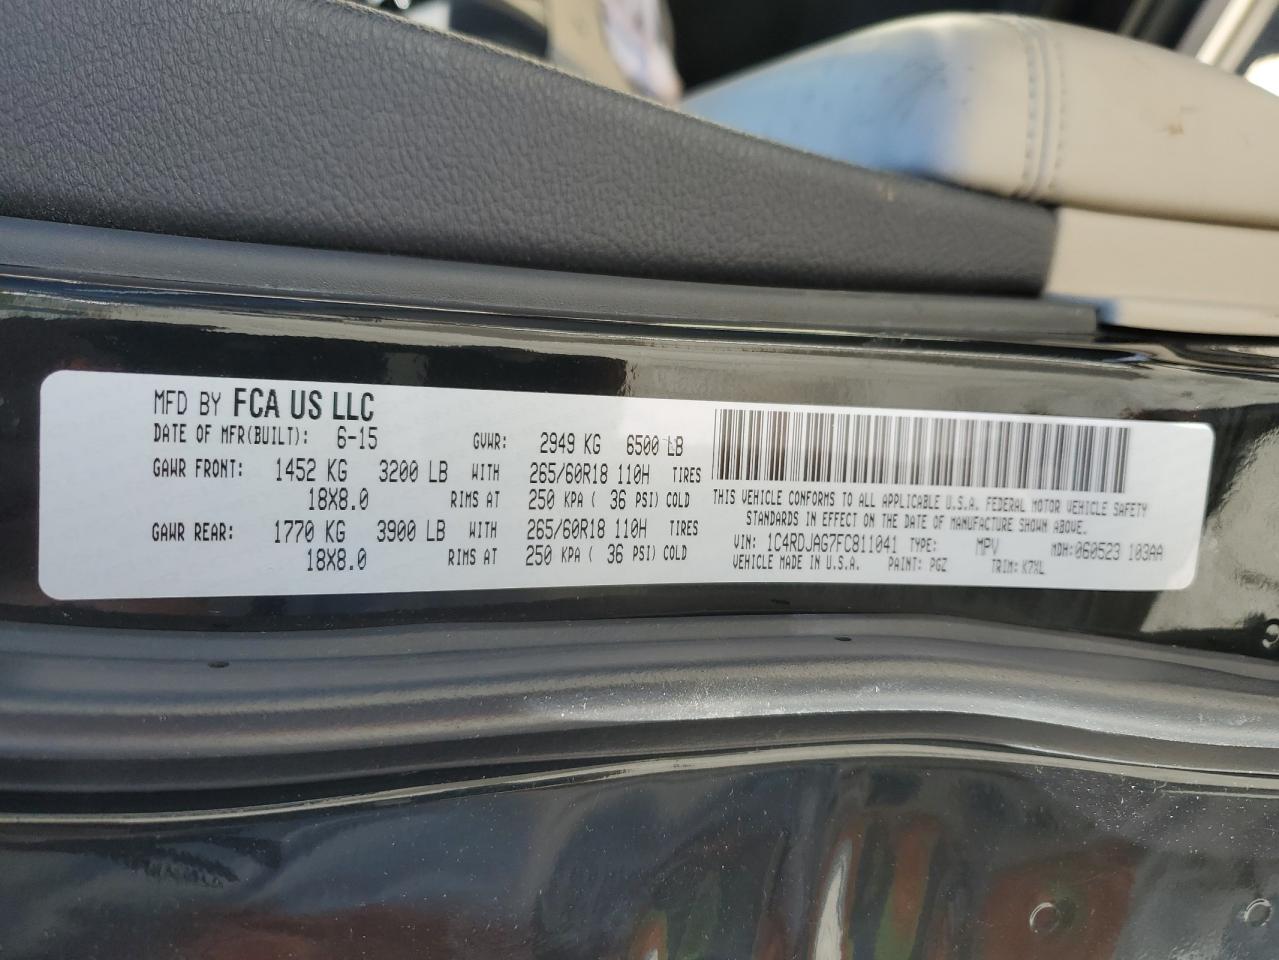 MFD BY FCA US LLC
DATE OF MFR(BUILT): 6-15 GVWR: 2949 KG 6500 LB
GAWR FRONT: 1452 KG 3200 LB WITH 265/60R18 110H TIRES
18X8.0 RIMS AT 250 KPA ( 36 PSI) COLD
GAWR REAR: 1770 KG 3900 LB WITH 265/60R18 110H TIRES
18X8.0 RIMS AT 250 KPA ( 36 PSI) COLD
THIS VEHICLE CONFORMS TO ALL APPLICABLE U.S.A. FEDERAL MOTOR VEHICLE SAFETY
STANDARDS IN EFFECT ON THE DATE OF MANUFACTURE SHOWN ABOVE.
VIN: 1C4RDJAG7FC811041 TYPE: MPV MDH:060523 103AA
VEHICLE MADE IN U.S.A. PAINT: PGZ TRIM: K7XL